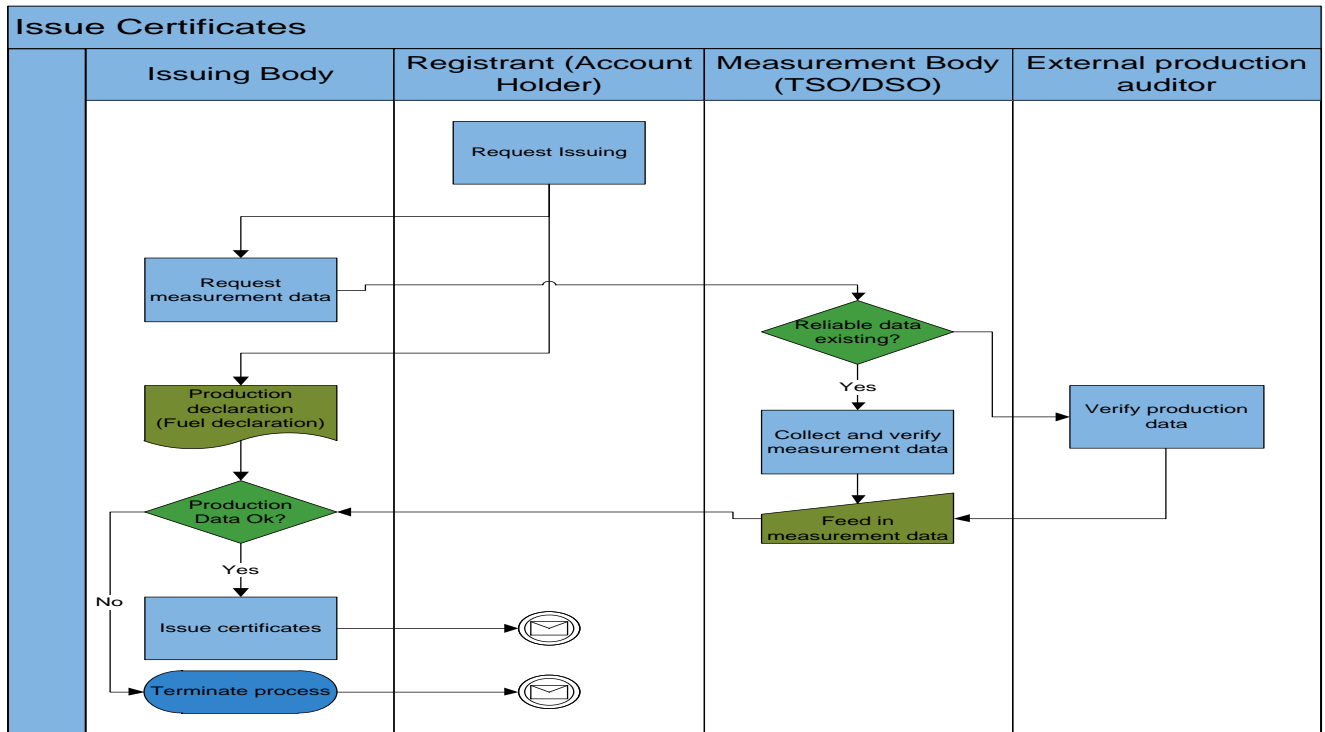 Issue Certificates
Issuing Body
Registrant (Account
Holder)
Measurement Body
(TSO/DSO)
External production
auditor
Request Issuing
Request
measurement data
Reliable data
existing?
Yes
Production
declaration
(Fuel declaration)
Collect and verify
measurement data
Verify production
data
Production
Data Ok?
Feed in
measurement data
Yes
No
Issue certificates
Terminate process